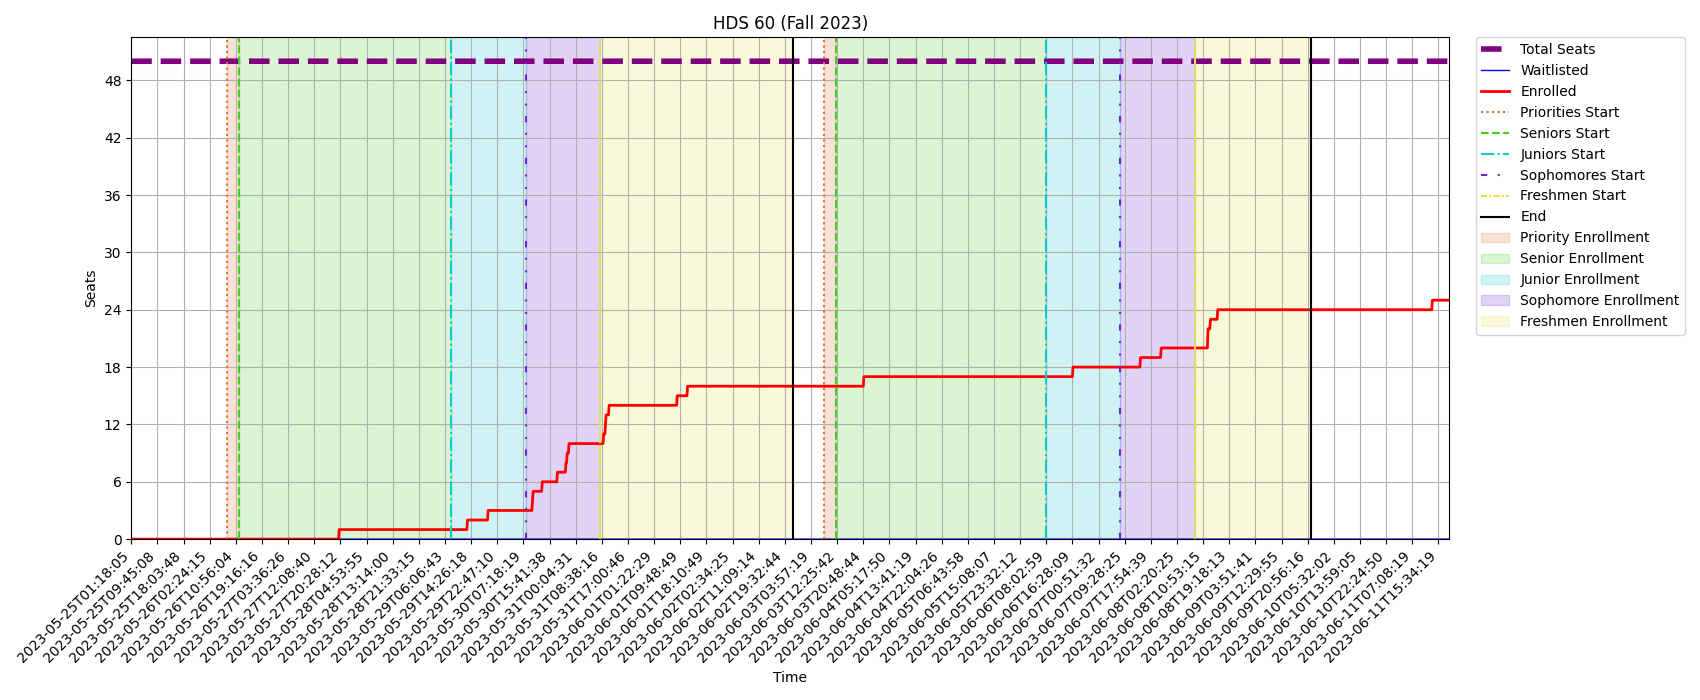 HDS 60 (Fall 2023)
Seats
48
42
36
30
24
18
12
6
0
2023-05-25T01:18:05
2023-05-25T09:45:08
2023-05-25T18:03:48
2023-05-26T02:24:15
2023-05-26T10:56:04
2023-05-26T19:16:16
2023-05-27T03:36:26
2023-05-27T12:08:40
2023-05-27T20:28:12
2023-05-28T04:53:55
2023-05-28T13:14:00
2023-05-28T21:33:15
2023-05-29T06:06:43
2023-05-29T14:26:18
2023-05-29T22:47:10
2023-05-30T07:18:19
2023-05-30T15:41:38
2023-05-31T00:04:31
2023-05-31T08:38:16
2023-05-31T17:00:46
2023-06-01T01:22:29
2023-06-01T09:48:49
2023-06-01T18:10:49
2023-06-02T02:34:25
2023-06-02T11:09:14
2023-06-02T19:32:44
2023-06-03T03:57:19
2023-06-03T12:25:42
2023-06-03T20:48:44
2023-06-04T05:17:50
2023-06-04T13:41:19
2023-06-04T22:04:26
2023-06-05T06:43:58
2023-06-05T15:08:07
2023-06-05T23:32:12
2023-06-06T08:02:59
2023-06-06T16:28:09
2023-06-07T00:51:32
2023-06-07T09:28:25
2023-06-07T17:54:39
2023-06-08T02:20:25
2023-06-08T10:53:15
2023-06-08T19:18:13
2023-06-09T03:51:41
2023-06-09T12:29:55
2023-06-09T20:56:16
2023-06-10T05:32:02
2023-06-10T13:59:05
2023-06-10T22:24:50
2023-06-11T07:08:19
2023-06-11T15:34:19
Time
Total Seats
Waitlisted
Enrolled
Priorities Start
Seniors Start
Juniors Start
Sophomores Start
Freshmen Start
End
Priority Enrollment
Senior Enrollment
Junior Enrollment
Sophomore Enrollment
Freshmen Enrollment